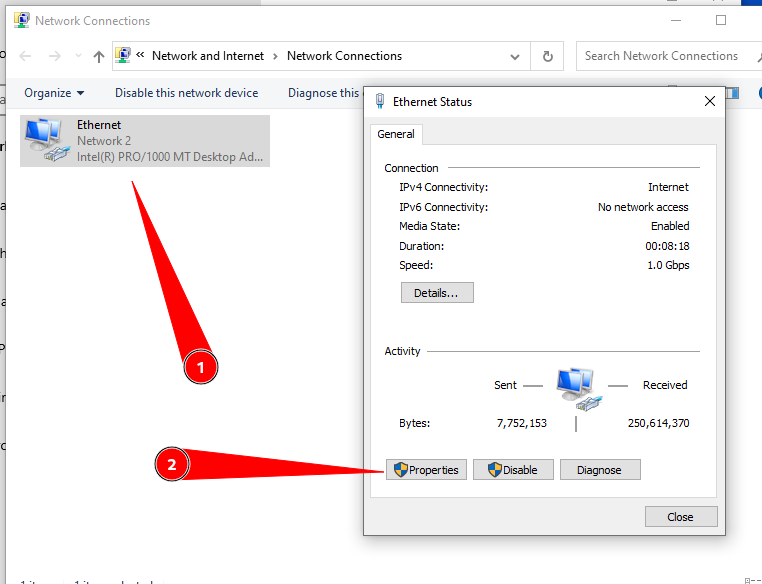 Network Connections
« Network and Internet › Network Connections
Search Network Connections
Organize
Disable this network device
Diagnose this
Ethernet
Network 2
Intel(R) PRO/1000 MT Desktop Ad...
1
2
Ethernet Status
General
Connection
IPv4 Connectivity: Internet
IPv6 Connectivity: No network access
Media State: Enabled
Duration: 00:08:18
Speed: 1.0 Gbps
Details...
Activity
Sent Received
Bytes: 7,752,153 250,614,370
Properties Disable Diagnose
Close